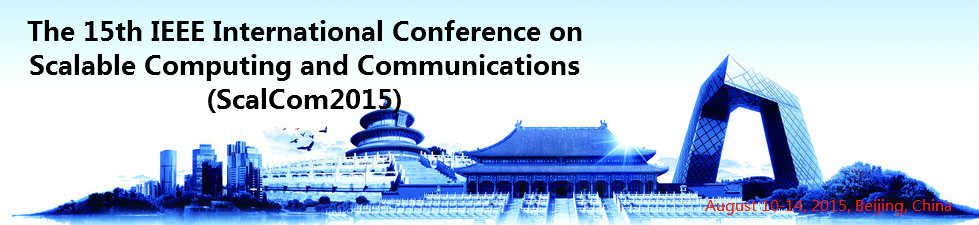 The 15th IEEE International Conference on
Scalable Computing and Communications
(ScalCom2015)
August 10-14, 2015, Beijing, China